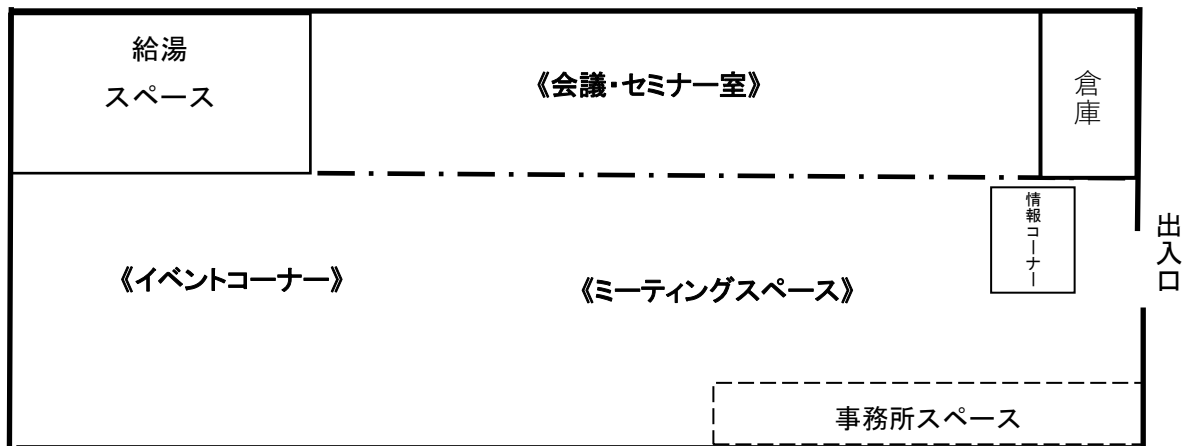 給湯
スペース
《会議・セミナー室》
倉庫
情報コーナー
出入口
《イベントコーナー》
《ミーティングスペース》
事務所スペース